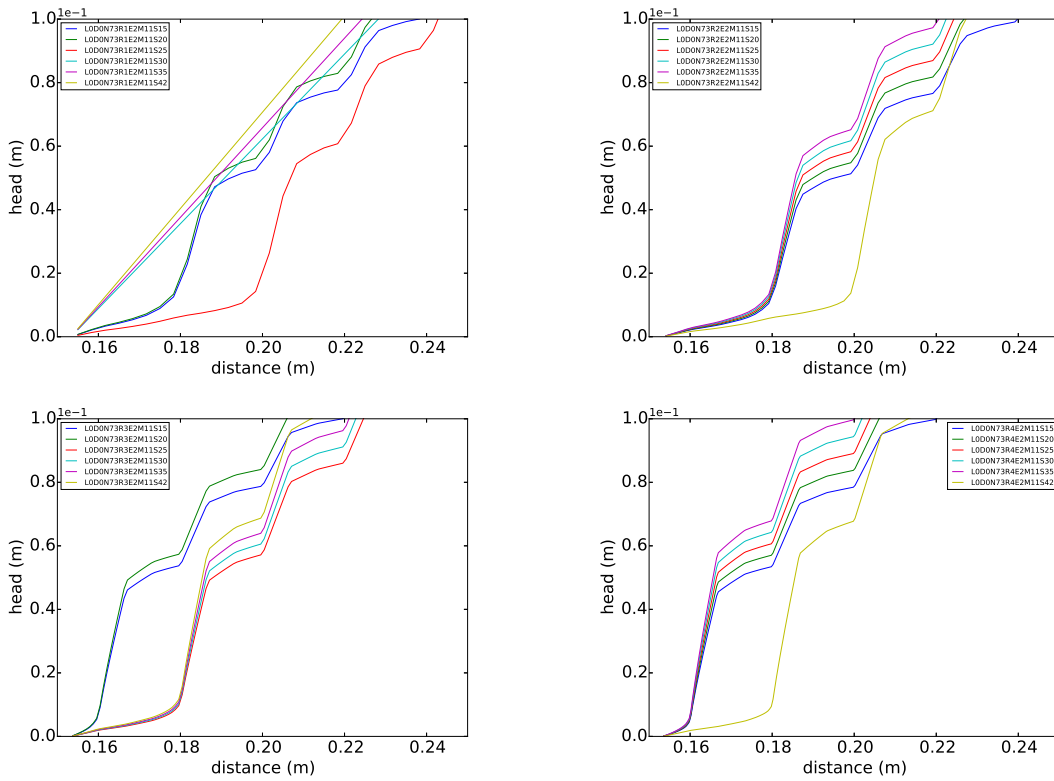 1.0 1e-1
L0D0N73R1E2M11S15
L0D0N73R1E2M11S20
L0D0N73R1E2M11S25
L0D0N73R1E2M11S30
L0D0N73R1E2M11S35
L0D0N73R1E2M11S42
0.8
0.6
0.4
0.2
0.0
head (m)
0.16 0.18 0.20 0.22 0.24
distance (m)
1.0 1e-1
L0D0N73R2E2M11S15
L0D0N73R2E2M11S20
L0D0N73R2E2M11S25
L0D0N73R2E2M11S30
L0D0N73R2E2M11S35
L0D0N73R2E2M11S42
0.8
0.6
0.4
0.2
0.0
head (m)
0.16 0.18 0.20 0.22 0.24
distance (m)
1.0 1e-1
L0D0N73R3E2M11S15
L0D0N73R3E2M11S20
L0D0N73R3E2M11S25
L0D0N73R3E2M11S30
L0D0N73R3E2M11S35
L0D0N73R3E2M11S42
0.8
0.6
0.4
0.2
0.0
head (m)
0.16 0.18 0.20 0.22 0.24
distance (m)
1.0 1e-1
L0D0N73R4E2M11S15
L0D0N73R4E2M11S20
L0D0N73R4E2M11S25
L0D0N73R4E2M11S30
L0D0N73R4E2M11S35
L0D0N73R4E2M11S42
0.8
0.6
0.4
0.2
0.0
head (m)
0.16 0.18 0.20 0.22 0.24
distance (m)